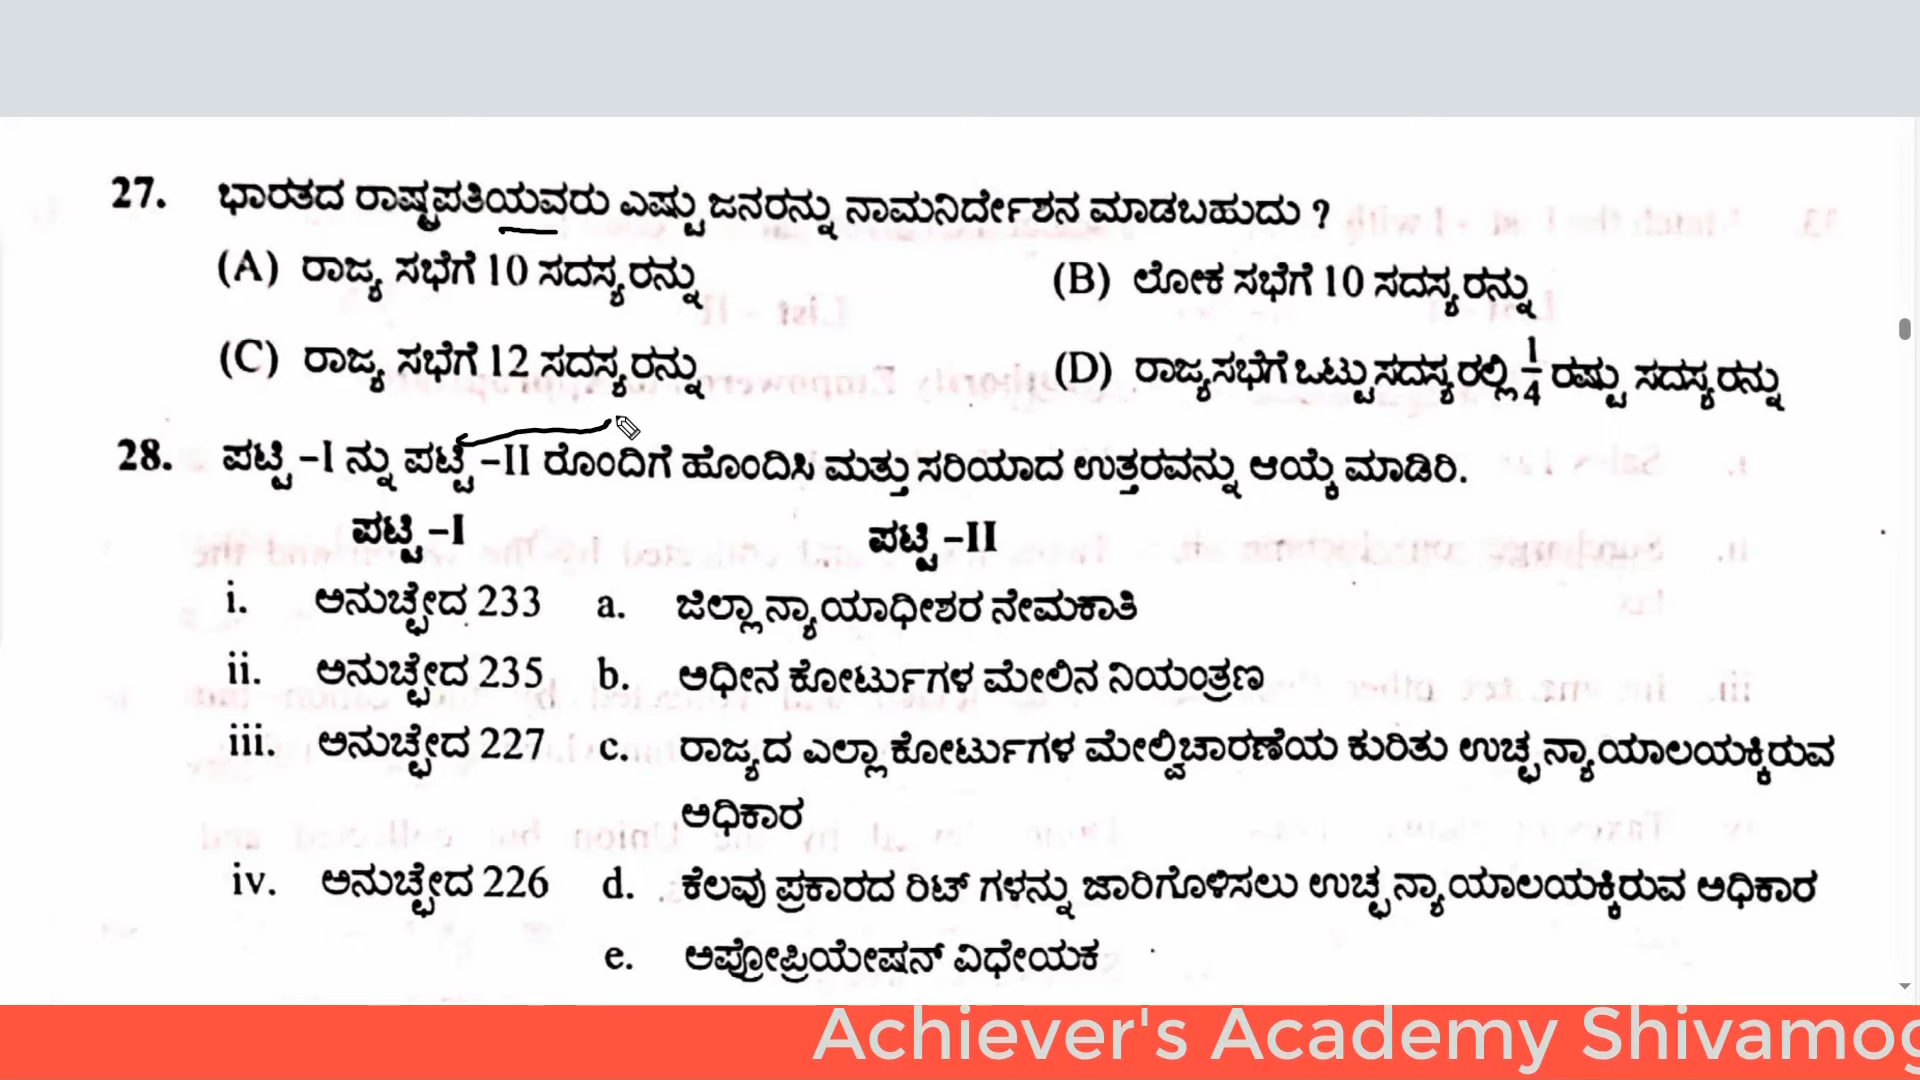 27. ಭಾರತದ ರಾಷ್ಟ್ರಪತಿಯವರು ಎಷ್ಟು ಜನರನ್ನು ನಾಮನಿರ್ದೇಶನ ಮಾಡಬಹುದು ?
(A) ರಾಜ್ಯ ಸಭೆಗೆ 10 ಸದಸ್ಯರನ್ನು (B) ಲೋಕ ಸಭೆಗೆ 10 ಸದಸ್ಯರನ್ನು
(C) ರಾಜ್ಯ ಸಭೆಗೆ 12 ಸದಸ್ಯರನ್ನು (D) ರಾಜ್ಯಸಭೆಗೆ ಒಟ್ಟು ಸದಸ್ಯರಲ್ಲಿ 1/4 ರಷ್ಟು ಸದಸ್ಯರನ್ನು
28. ಪಟ್ಟಿ -I ನ್ನು ಪಟ್ಟಿ -II ರೊಂದಿಗೆ ಹೊಂದಿಸಿ ಮತ್ತು ಸರಿಯಾದ ಉತ್ತರವನ್ನು ಆಯ್ಕೆ ಮಾಡಿರಿ.
ಪಟ್ಟಿ -I ಪಟ್ಟಿ -II
i. ಅನುಚ್ಛೇದ 233 a. ಜಿಲ್ಲಾ ನ್ಯಾಯಾಧೀಶರ ನೇಮಕಾತಿ
ii. ಅನುಚ್ಛೇದ 235 b. ಅಧೀನ ಕೋರ್ಟುಗಳ ಮೇಲಿನ ನಿಯಂತ್ರಣ
iii. ಅನುಚ್ಛೇದ 227 c. ರಾಜ್ಯದ ಎಲ್ಲಾ ಕೋರ್ಟುಗಳ ಮೇಲ್ವಿಚಾರಣೆಯ ಕುರಿತು ಉಚ್ಛ ನ್ಯಾಯಾಲಯಕ್ಕಿರುವ
ಅಧಿಕಾರ
iv. ಅನುಚ್ಛೇದ 226 d. ಕೆಲವು ಪ್ರಕಾರದ ರಿಟ್ ಗಳನ್ನು ಜಾರಿಗೊಳಿಸಲು ಉಚ್ಛ ನ್ಯಾಯಾಲಯಕ್ಕಿರುವ ಅಧಿಕಾರ
e. ಅಪ್ರೋಪ್ರಿಯೇಷನ್ ವಿಧೇಯಕ
Achiever's Academy Shivamog